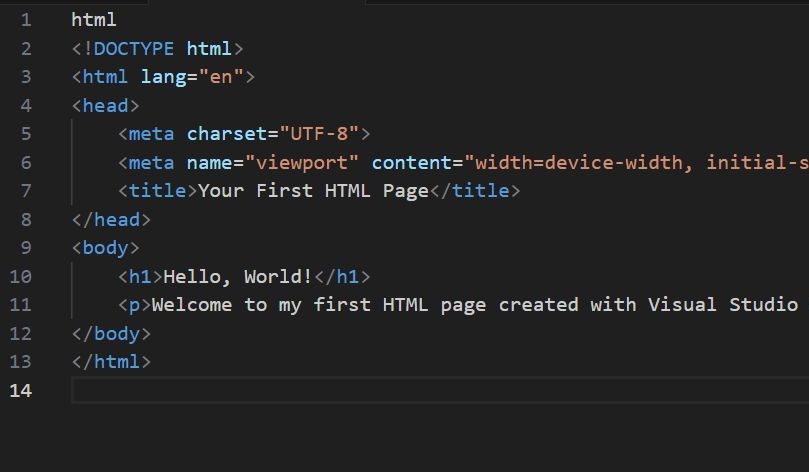 1 html
2 <!DOCTYPE html>
3 <html lang="en">
4 <head>
5     <meta charset="UTF-8">
6     <meta name="viewport" content="width=device-width, initial-s
7     <title>Your First HTML Page</title>
8 </head>
9 <body>
10     <h1>Hello, World!</h1>
11     <p>Welcome to my first HTML page created with Visual Studio
12 </body>
13 </html>
14